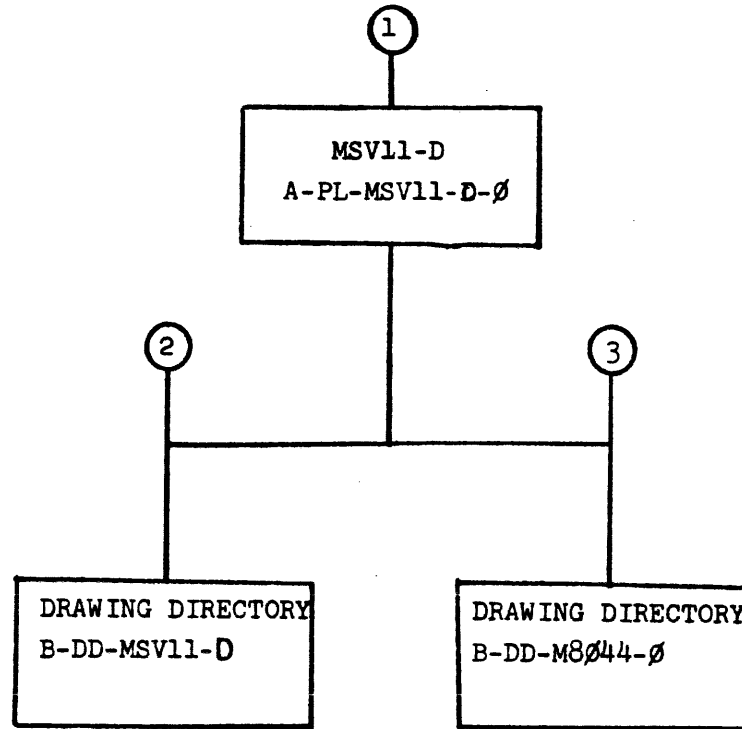 1
MSV11-D
A-PL-MSV11-D-Ø
2
3
DRAWING DIRECTORY
B-DD-MSV11-D
DRAWING DIRECTORY
B-DD-M8Ø44-Ø